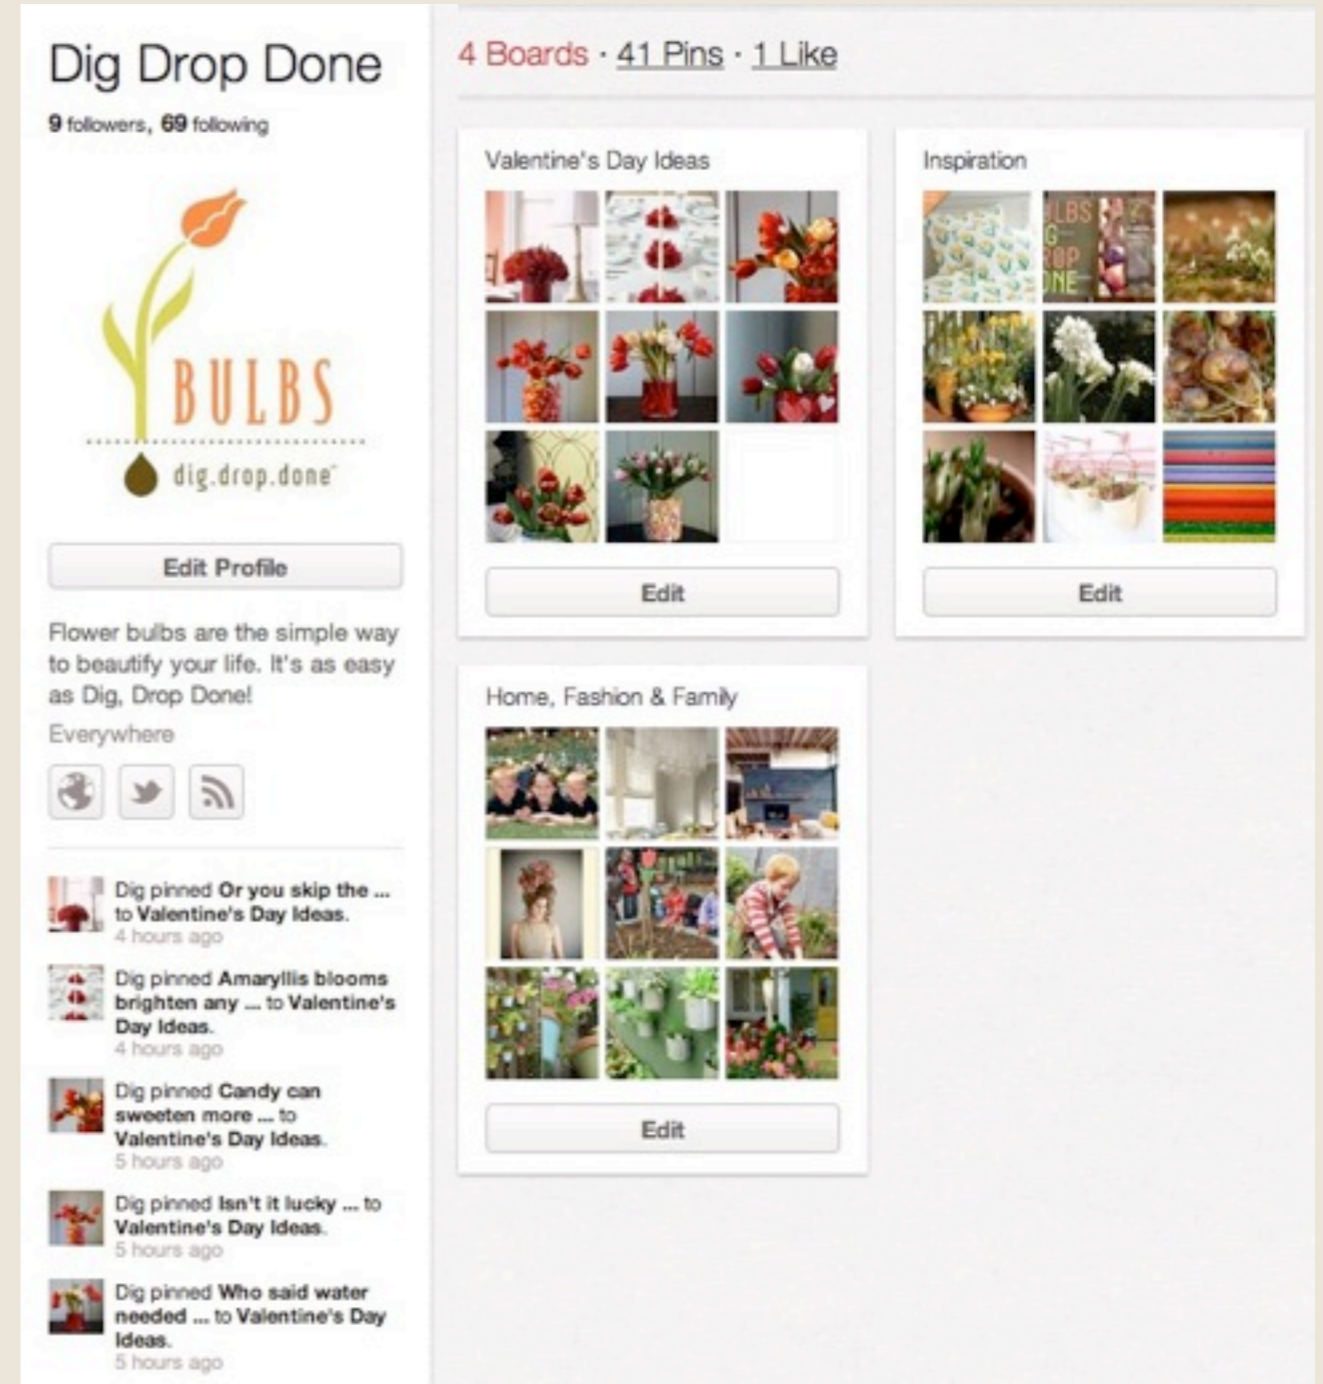 Dig Drop Done
9 followers, 69 following
BULBS
dig.drop.done™
Edit Profile
Flower bulbs are the simple way
to beautify your life. It's as easy
as Dig, Drop Done!
Everywhere
Dig pinned Or you skip the ...
to Valentine's Day Ideas.
4 hours ago
Dig pinned Amaryllis blooms
brighten any ... to Valentine's
Day Ideas.
4 hours ago
Dig pinned Candy can
sweeten more ... to
Valentine's Day Ideas.
5 hours ago
Dig pinned Isn't it lucky ... to
Valentine's Day Ideas.
5 hours ago
Dig pinned Who said water
needed ... to Valentine's Day
Ideas.
5 hours ago
4 Boards · 41 Pins · 1 Like
Valentine's Day Ideas
Edit
Inspiration
ULBS
G
ROP
ONE
Edit
Home, Fashion & Family
Edit